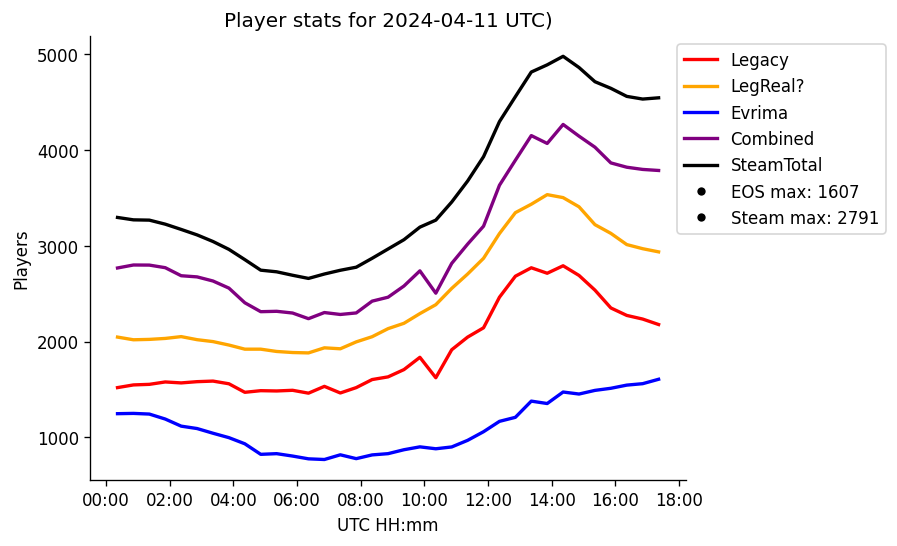 Player stats for 2024-04-11 UTC)
5000
4000
3000
2000
1000
Players
00:00 02:00 04:00 06:00 08:00 10:00 12:00 14:00 16:00 18:00
UTC HH:mm
Legacy
LegReal?
Evrima
Combined
SteamTotal
EOS max: 1607
Steam max: 2791